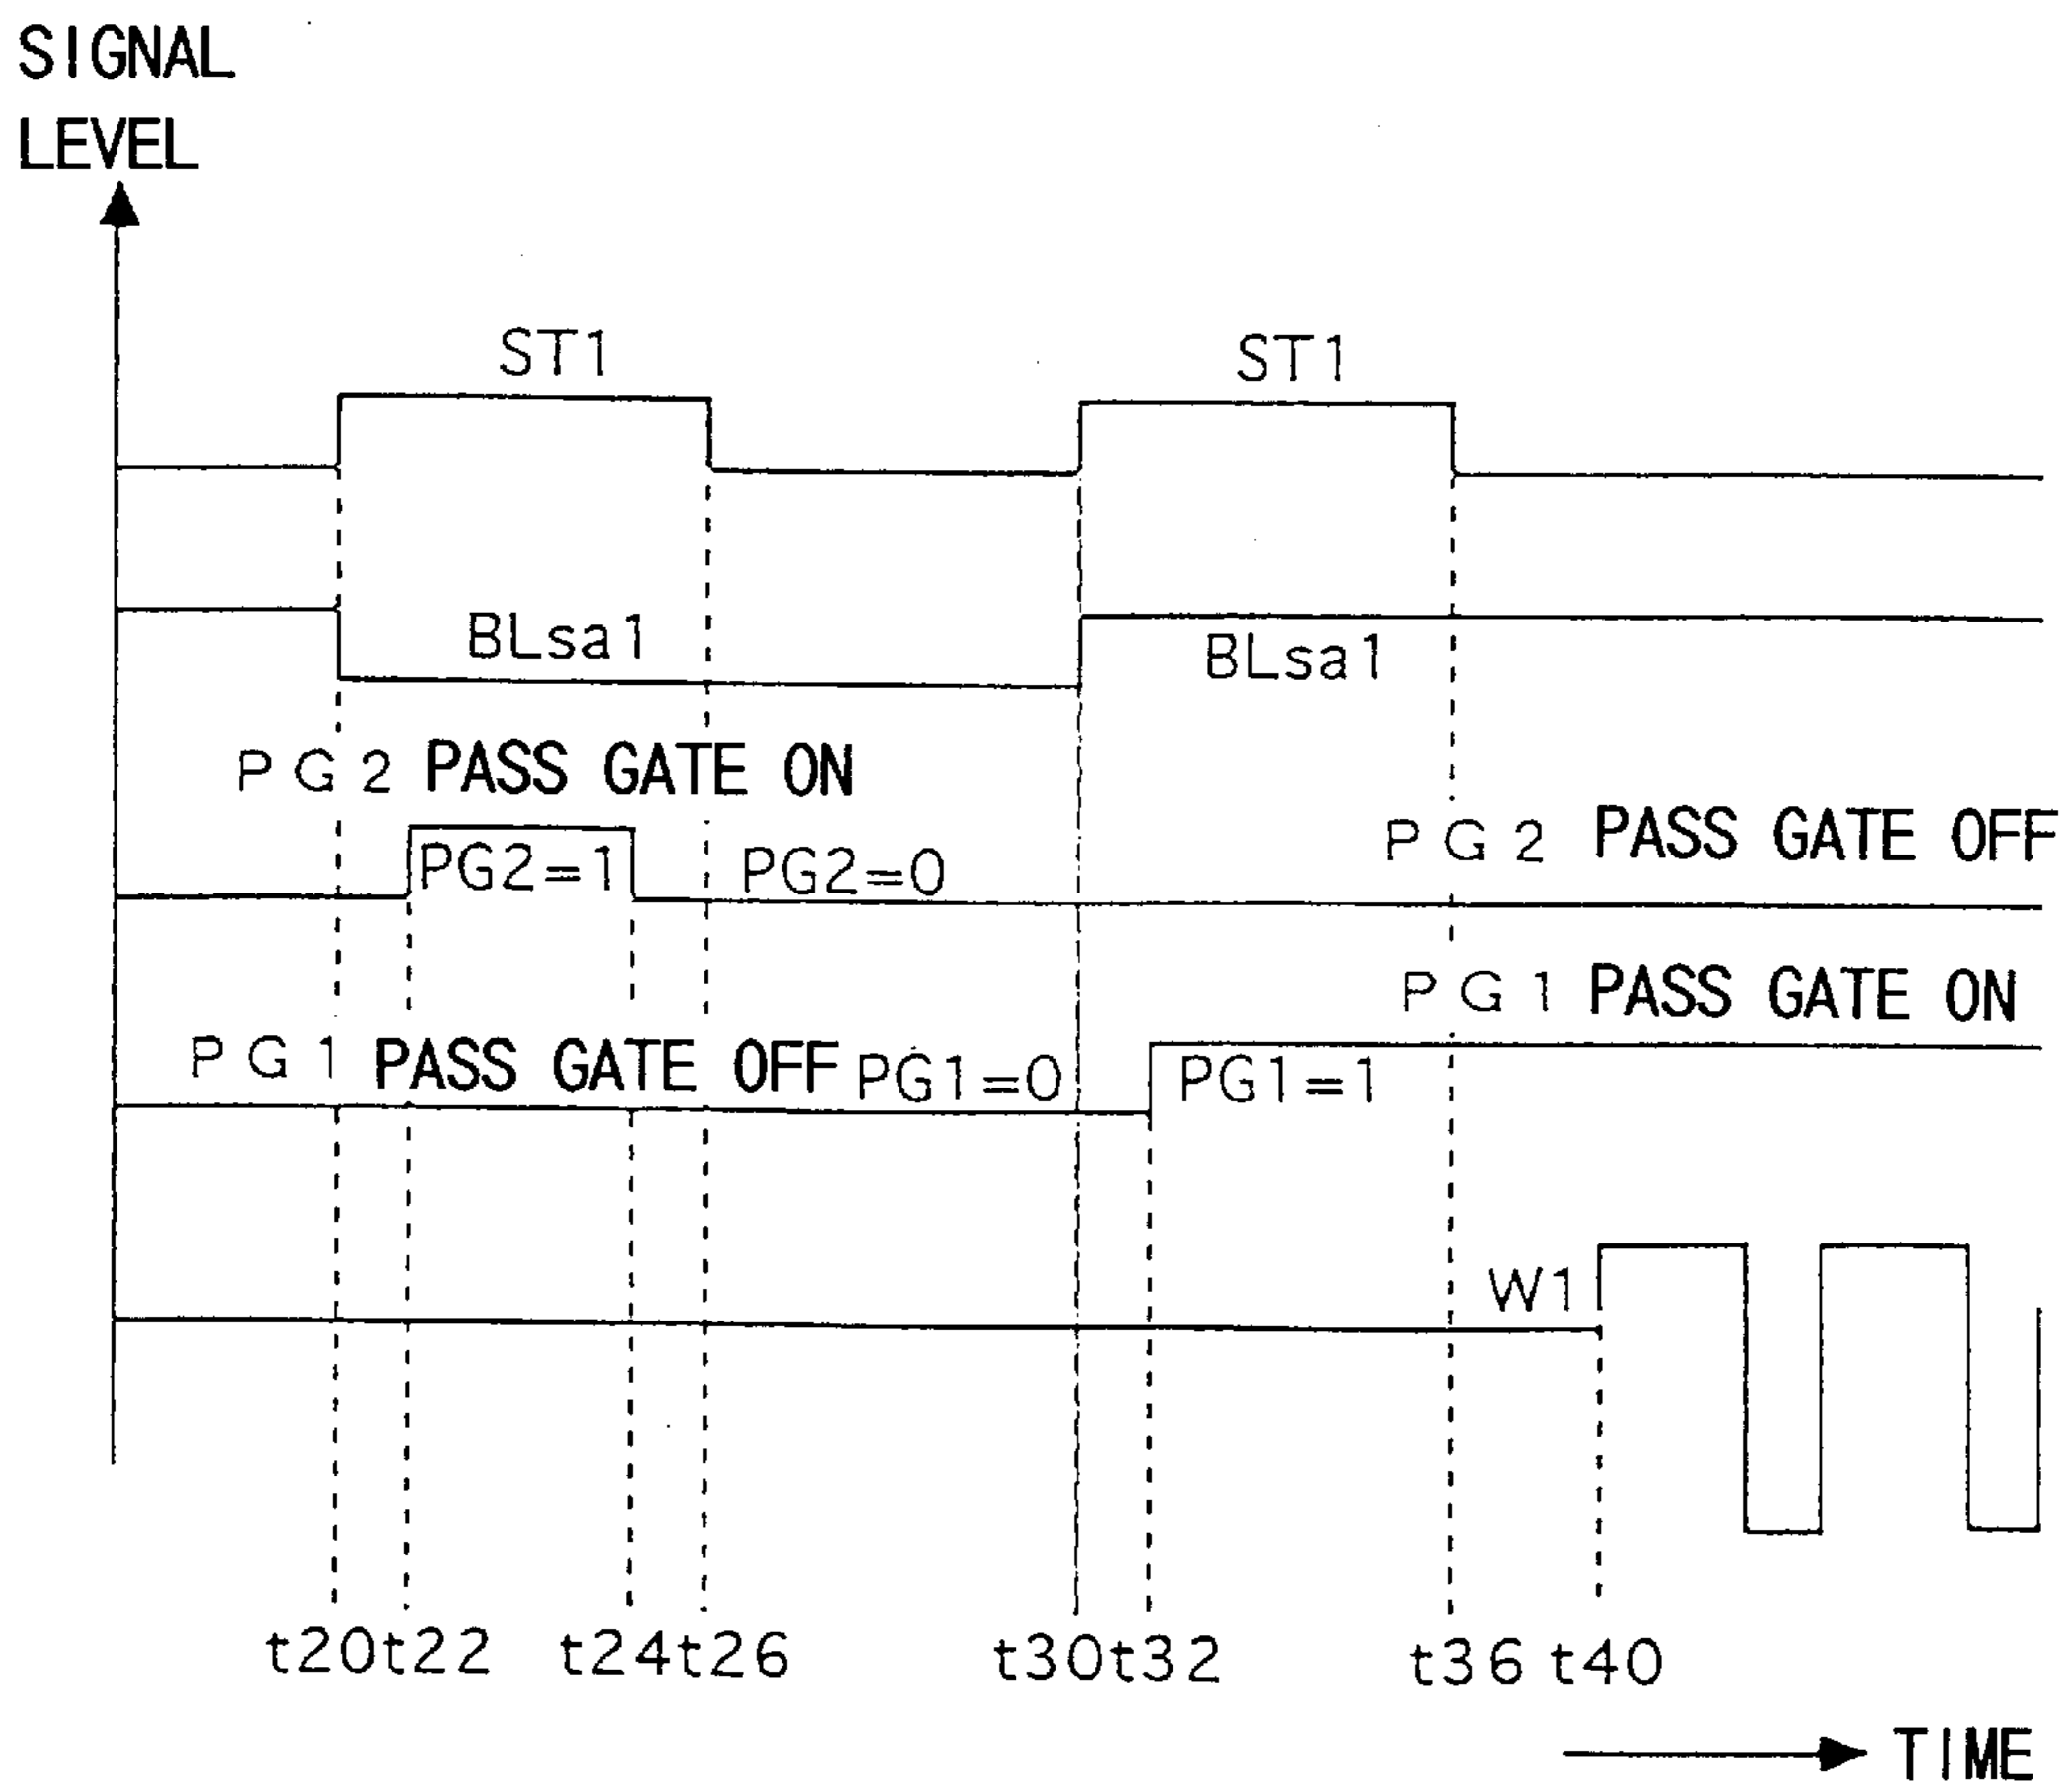 SIGNAL
LEVEL
ST1 ST1
BLsa1 BLsa1
PG2 PASS GATE ON
PG2 PASS GATE OFF
PG2=1 PG2=0
PG1 PASS GATE ON
PG1 PASS GATE OFF PG1=0 PG1=1
W1
t20 t22 t24 t26 t30 t32 t36 t40
TIME